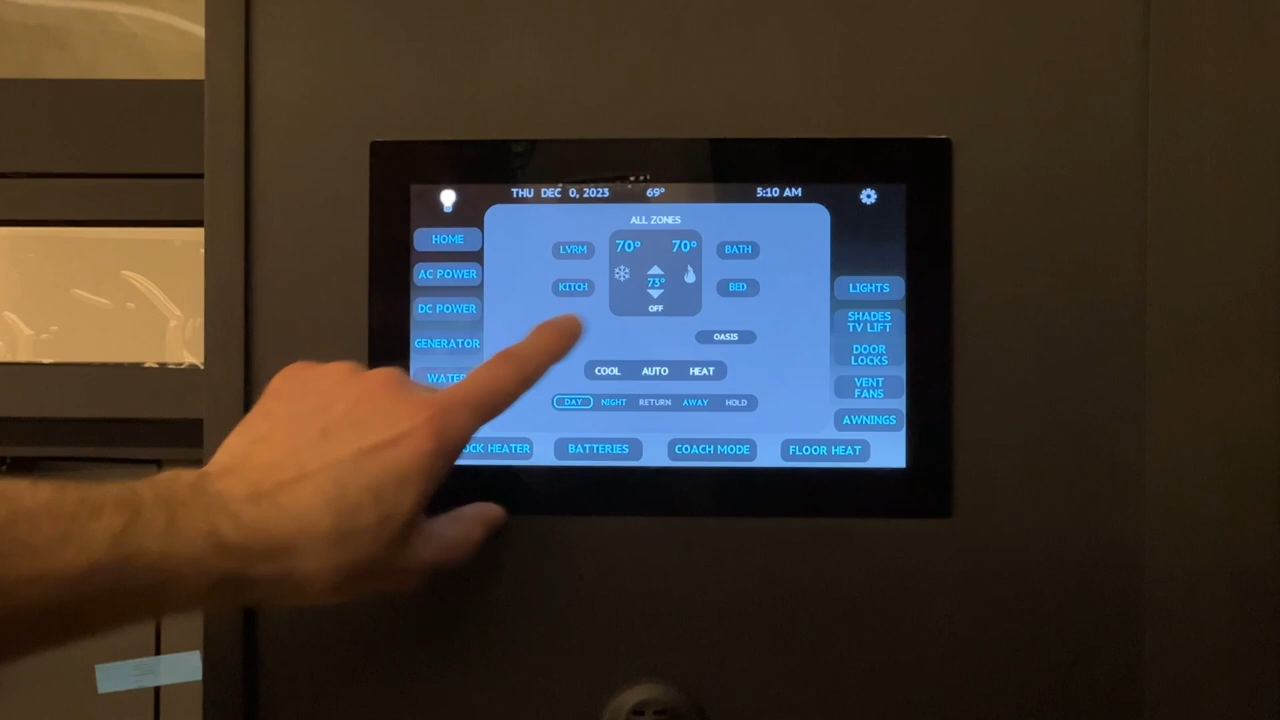 THU DEC 0, 2023 69° 5:10 AM
ALL ZONES
HOME
AC POWER
DC POWER
GENERATOR
WATER
LVRM
KITCH
70° 70°
73°
OFF
BATH
BED
OASIS
COOL AUTO HEAT
DAY NIGHT RETURN AWAY HOLD
LIGHTS
SHADES
TV LIFT
DOOR
LOCKS
VENT
FANS
AWNINGS
HEATER
BATTERIES
COACH MODE
FLOOR HEAT